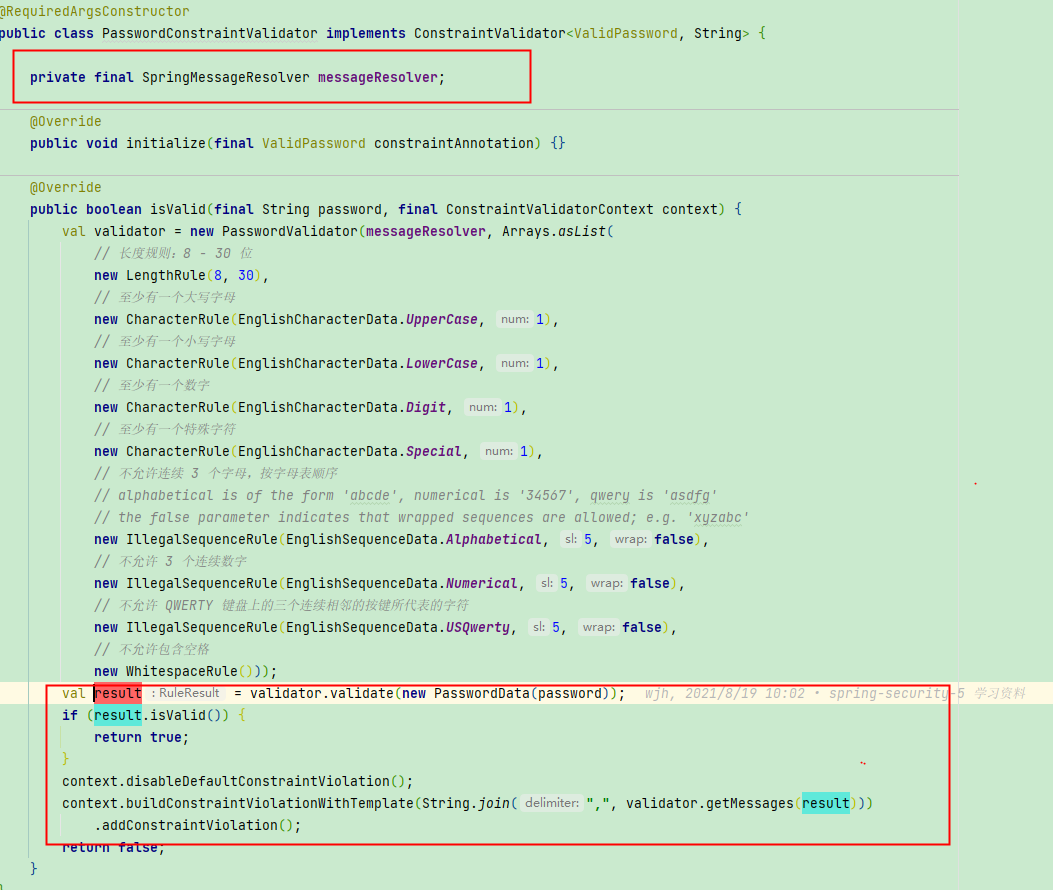 @RequiredArgsConstructor
public class PasswordConstraintValidator implements ConstraintValidator<ValidPassword, String> {
private final SpringMessageResolver messageResolver;
@Override
public void initialize(final ValidPassword constraintAnnotation) {}
@Override
public boolean isValid(final String password, final ConstraintValidatorContext context) {
val validator = new PasswordValidator(messageResolver, Arrays.asList(
// 长度规则：8 - 30 位
new LengthRule(8, 30),
// 至少有一个大写字母
new CharacterRule(EnglishCharacterData.UpperCase, num: 1),
// 至少有一个小写字母
new CharacterRule(EnglishCharacterData.LowerCase, num: 1),
// 至少有一个数字
new CharacterRule(EnglishCharacterData.Digit, num: 1),
// 至少有一个特殊字符
new CharacterRule(EnglishCharacterData.Special, num: 1),
// 不允许连续 3 个字母，按字母表顺序
// alphabetical is of the form 'abcde', numerical is '34567', qwery is 'asdfg'
// the false parameter indicates that wrapped sequences are allowed; e.g. 'xyzabc'
new IllegalSequenceRule(EnglishSequenceData.Alphabetical, sl: 5, wrap: false),
// 不允许 3 个连续数字
new IllegalSequenceRule(EnglishSequenceData.Numerical, sl: 5, wrap: false),
// 不允许 QWERTY 键盘上的三个连续相邻的按键所代表的字符
new IllegalSequenceRule(EnglishSequenceData.USQwerty, sl: 5, wrap: false),
// 不允许包含空格
new WhitespaceRule()));
val result : RuleResult = validator.validate(new PasswordData(password)); wjh, 2021/8/19 10:02 • spring-security-5 学习资料
if (result.isValid()) {
return true;
}
context.disableDefaultConstraintViolation();
context.buildConstraintViolationWithTemplate(String.join( delimiter: ",", validator.getMessages(result)))
.addConstraintViolation();
return false;
}